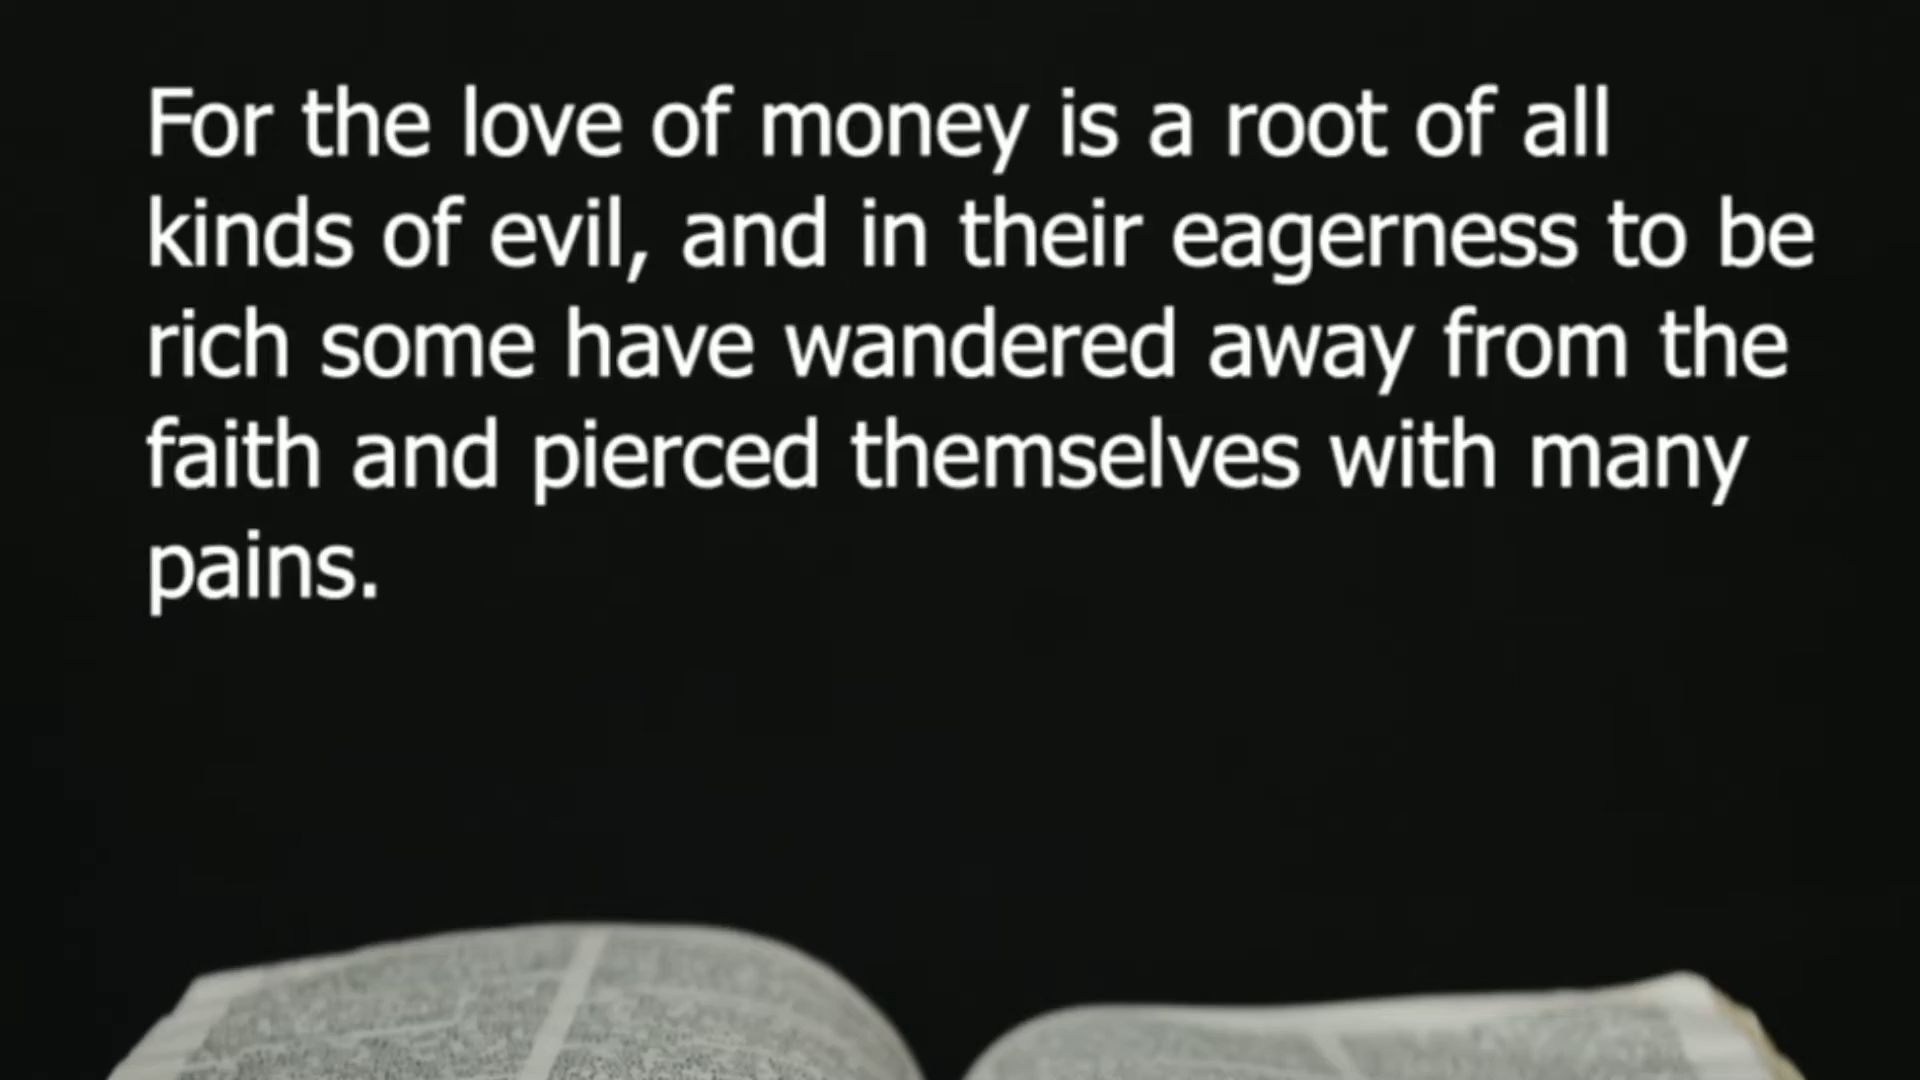 For the love of money is a root of all
kinds of evil, and in their eagerness to be
rich some have wandered away from the
faith and pierced themselves with many
pains.